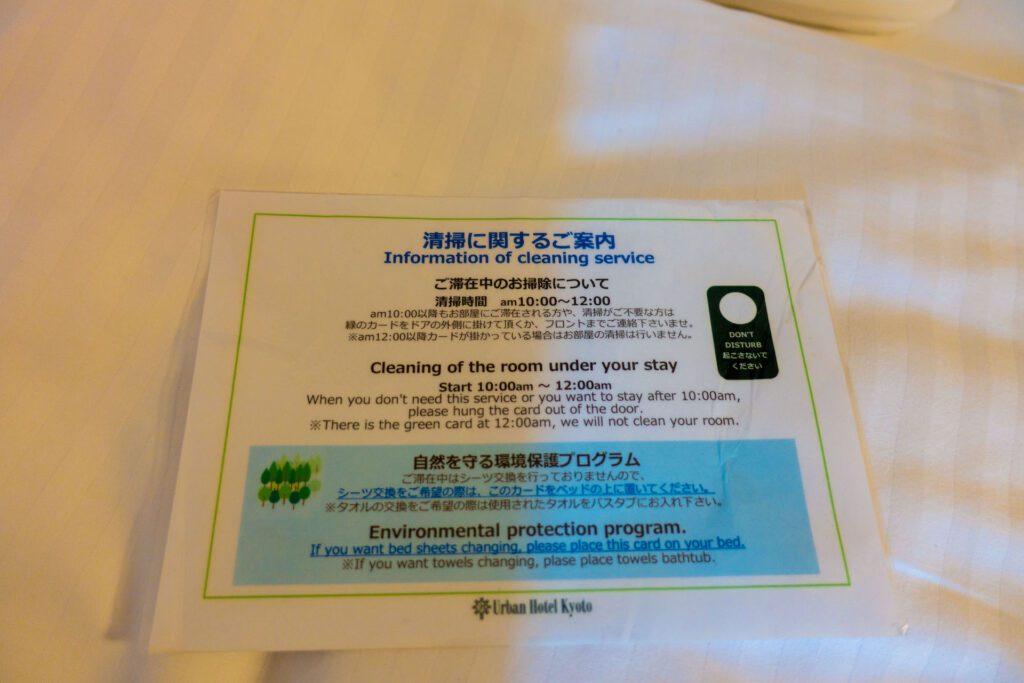 清掃に関するご案内
Information of cleaning service
ご滞在中のお掃除について
清掃時間 am10:00～12:00
am10:00以降もお部屋にご滞在される方や、清掃がご不要な方は
緑のカードをドアの外側に掛けて頂くか、フロントまでご連絡下さいませ。
※am12:00以降カードが掛かっている場合はお部屋の清掃は行いません。
DON'T
DISTURB
起こさないで
ください
Cleaning of the room under your stay
Start 10:00am ～ 12:00am
When you don't need this service or you want to stay after 10:00am,
please hung the card out of the door.
※There is the green card at 12:00am, we will not clean your room.
自然を守る環境保護プログラム
ご滞在中はシーツ交換を行っておりませんので、
シーツ交換をご希望の際は、このカードをベッドの上に置いてください。
※タオルの交換をご希望の際は使用されたタオルをバスタブにお入れ下さい。
Environmental protection program.
If you want bed sheets changing, please place this card on your bed.
※If you want towels changing, plase place towels bathtub.
Urban Hotel Kyoto